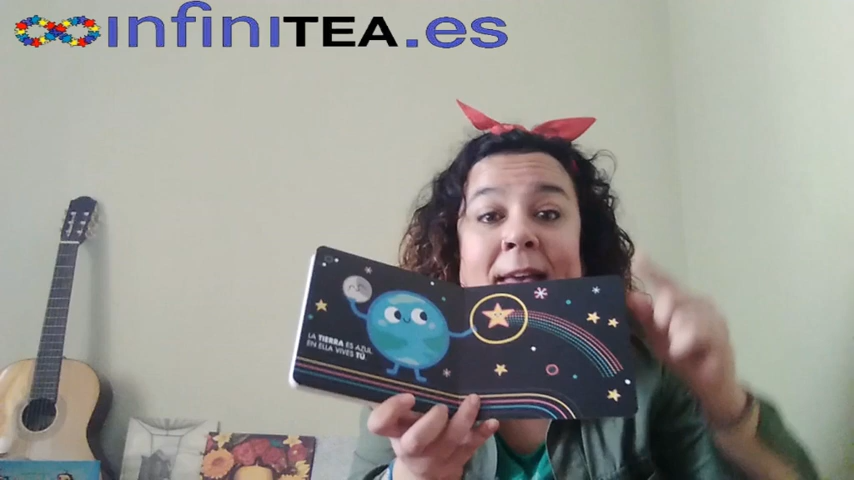 infiniTEA.es
LA TIERRA ES AZUL.
EN ELLA VIVES TÚ.